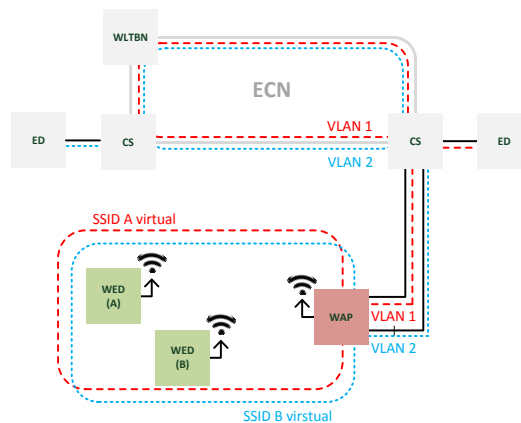 WLTBN
ECN
VLAN 1
ED
CS
CS
ED
VLAN 2
SSID A virtual
WED
(A)
WAP
VLAN 1
WED
(B)
VLAN 2
SSID B virstual